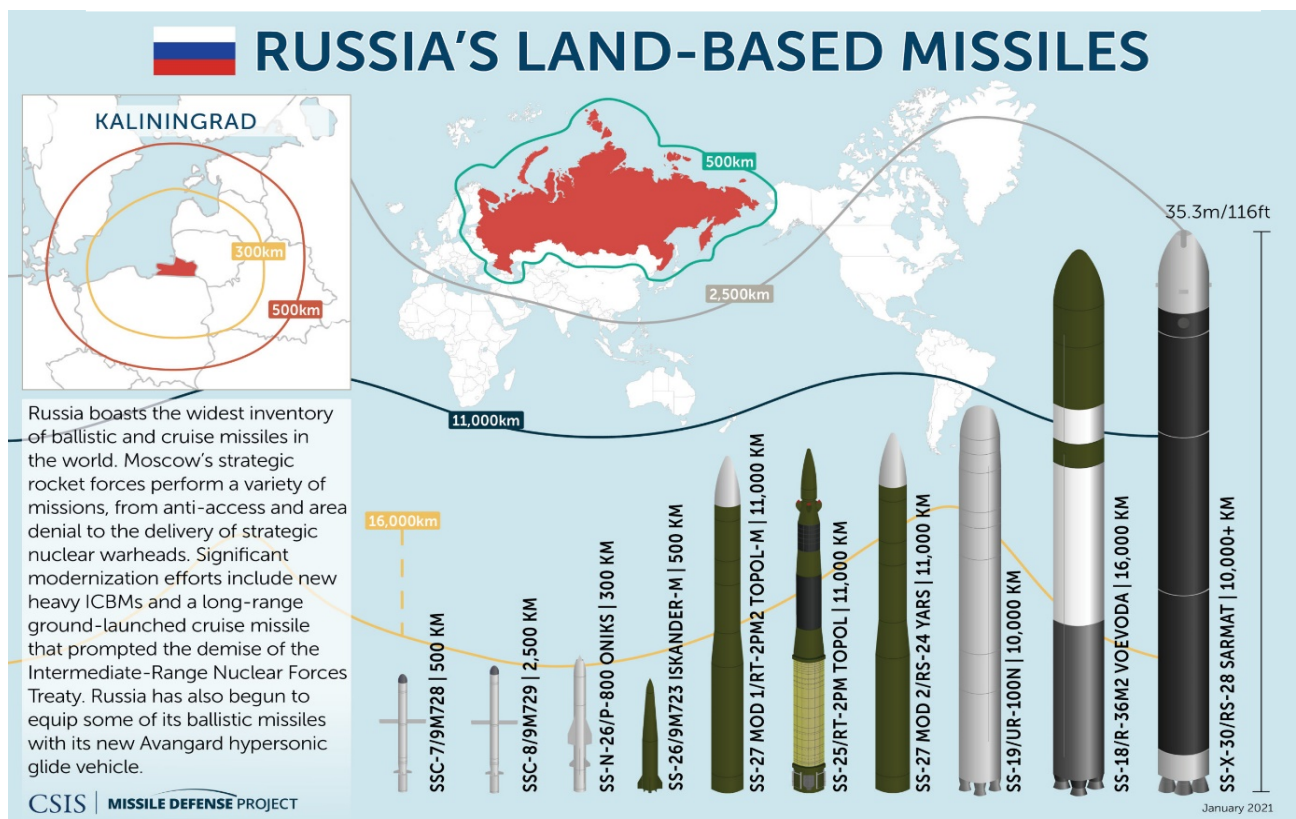 RUSSIA'S LAND-BASED MISSILES
KALININGRAD
300km
500km
500km
2,500km
11,000km
16,000km
35.3m/116ft
Russia boasts the widest inventory
of ballistic and cruise missiles in
the world. Moscow's strategic
rocket forces perform a variety of
missions, from anti-access and area
denial to the delivery of strategic
nuclear warheads. Significant
modernization efforts include new
heavy ICBMs and a long-range
ground-launched cruise missile
that prompted the demise of the
Intermediate-Range Nuclear Forces
Treaty. Russia has also begun to
equip some of its ballistic missiles
with its new Avangard hypersonic
glide vehicle.
SSC-7/9M728 | 500 KM
SSC-8/9M729 | 2,500 KM
SS-N-26/P-800 ONIKS | 300 KM
SS-26/9M723 ISKANDER-M | 500 KM
SS-27 MOD 1/RT-2PM2 TOPOL-M | 11,000 KM
SS-25/RT-2PM TOPOL | 11,000 KM
SS-27 MOD 2/RS-24 YARS | 11,000 KM
SS-19/UR-100N | 10,000 KM
SS-18/R-36M2 VOEVODA | 16,000 KM
SS-X-30/RS-28 SARMAT | 10,000+ KM
CSIS | MISSILE DEFENSE PROJECT
January 2021